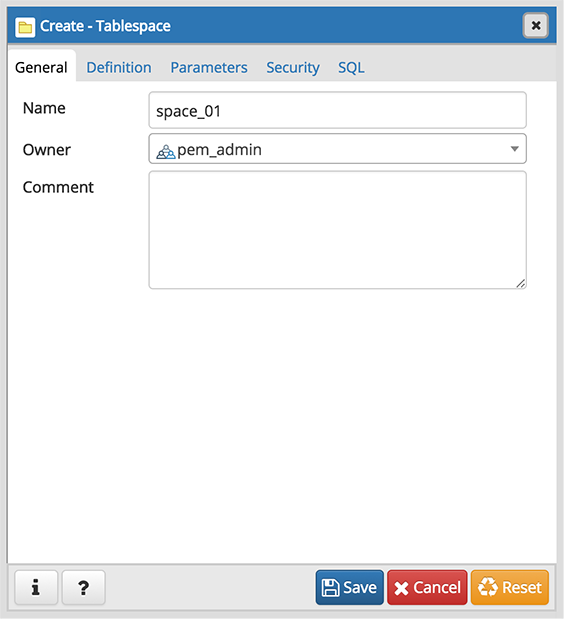 Create - Tablespace
General Definition Parameters Security SQL
Name space_01
Owner pem_admin
Comment
i ? Save Cancel Reset